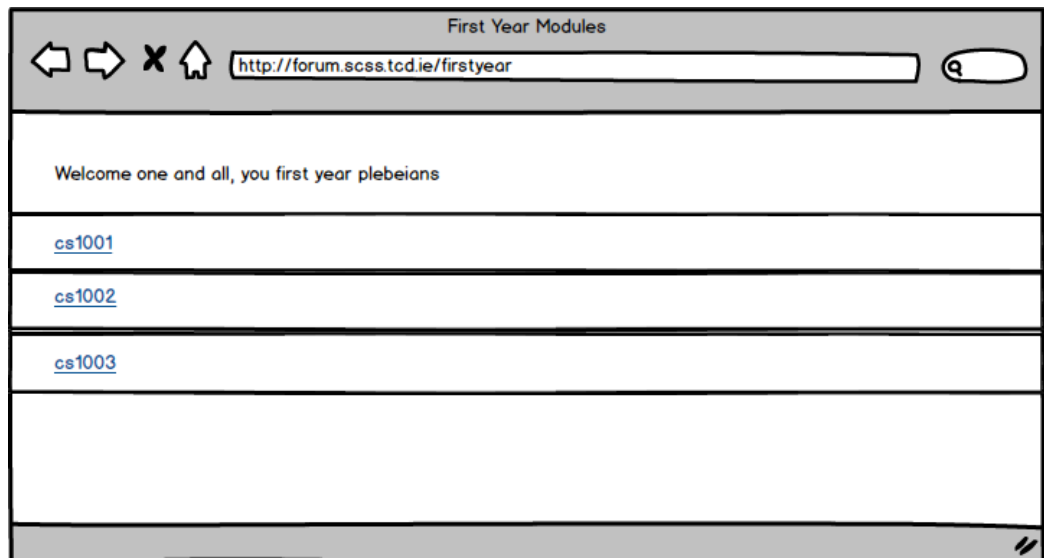 First Year Modules
http://forum.scss.tcd.ie/firstyear
Welcome one and all, you first year plebeians
cs1001
cs1002
cs1003